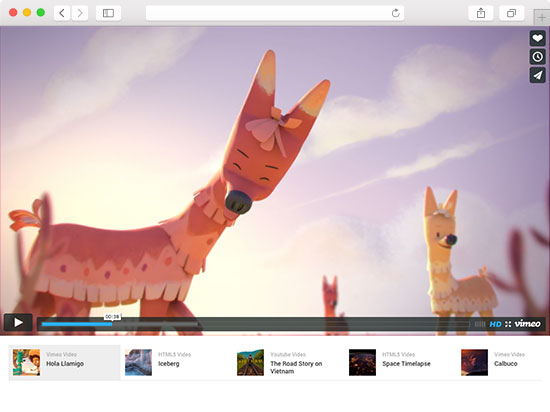 00:38
HD vimeo
Vimeo Video
Hola Llamigo
HTML5 Video
Iceberg
Youtube Video
The Road Story on
Vietnam
HTML5 Video
Space Timelapse
Vimeo Video
Calbuco